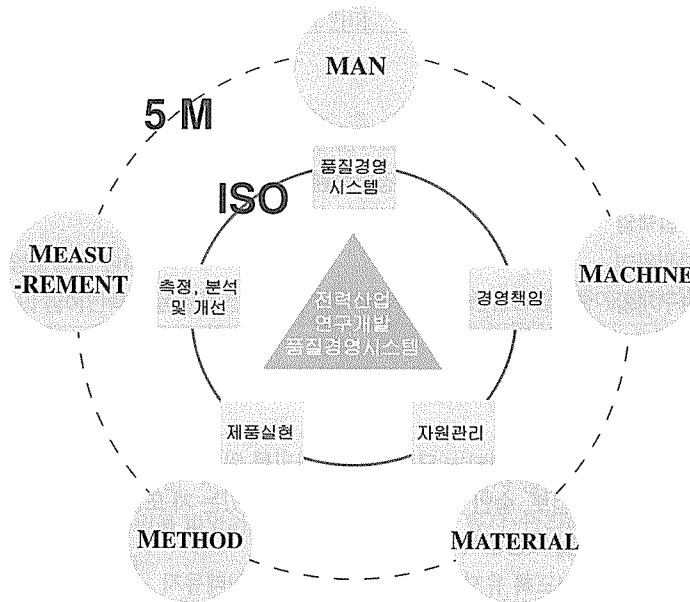 MAN
5 M
품질경영
시스템
ISO
MEASU
-REMENT
측정, 분석
및 개선
전력산업
연구개발
품질경영시스템
경영책임
MACHINE
제품실현
자원관리
METHOD
MATERIAL